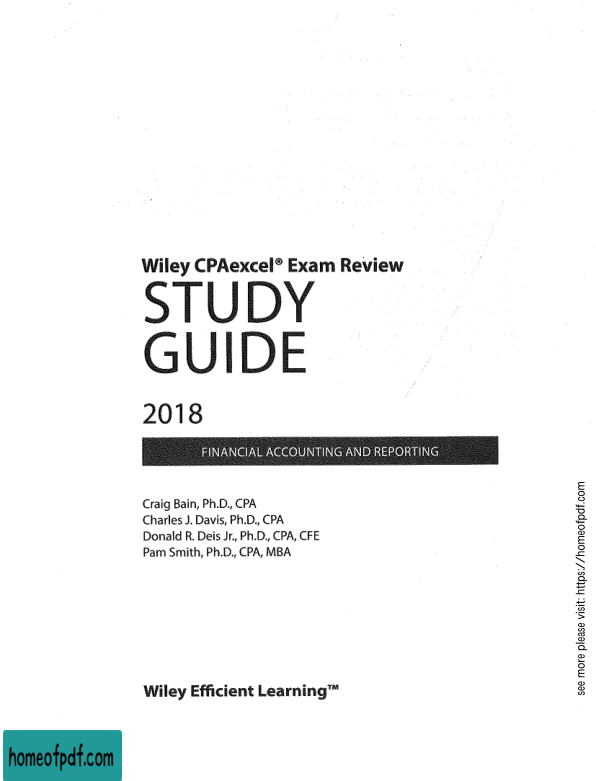 Wiley CPAexcel® Exam Review
STUDY
GUIDE
2018
FINANCIAL ACCOUNTING AND REPORTING
Craig Bain, Ph.D., CPA
Charles J. Davis, Ph.D., CPA
Donald R. Deis Jr., Ph.D., CPA, CFE
Pam Smith, Ph.D., CPA, MBA
see more please visit: https://homeofpdf.com
Wiley Efficient Learning™
homeofpdf.com